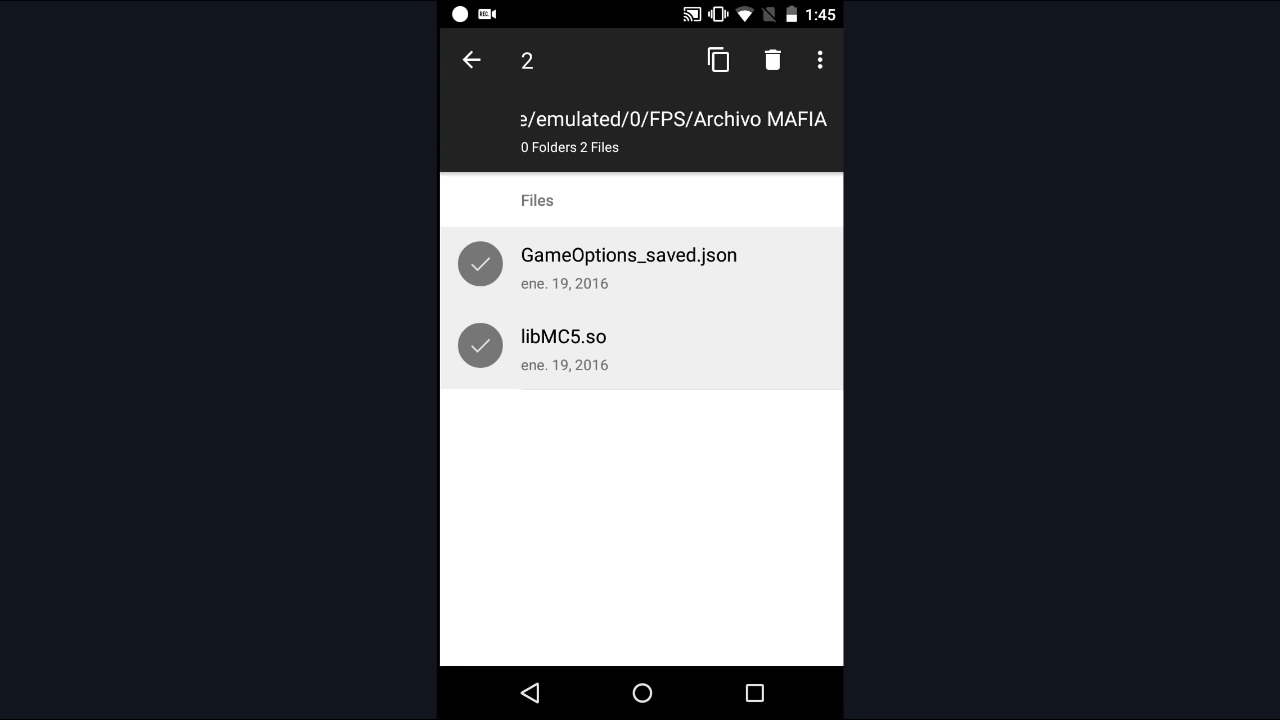 REC
1:45
2
e/emulated/0/FPS/Archivo MAFIA
0 Folders 2 Files
Files
GameOptions_saved.json
ene. 19, 2016
libMC5.so
ene. 19, 2016